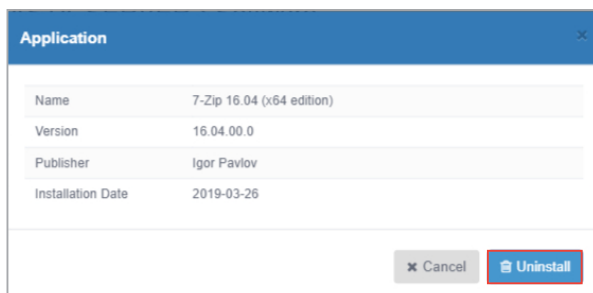 Application
Name 7-Zip 16.04 (x64 edition)
Version 16.04.00.0
Publisher Igor Pavlov
Installation Date 2019-03-26
Cancel Uninstall